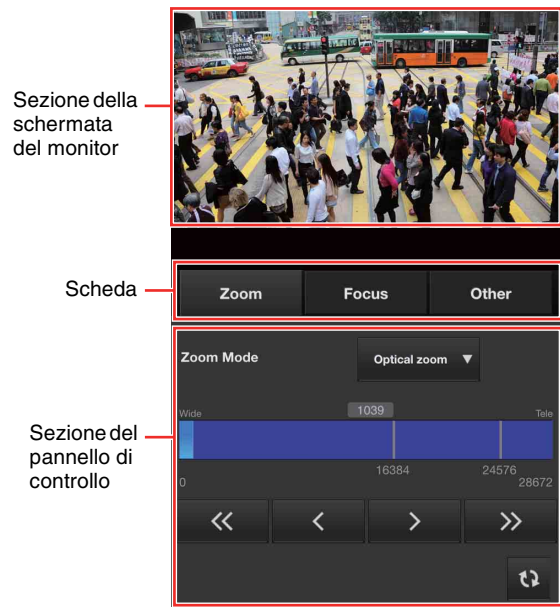 Sezione della
schermata
del monitor
Scheda
Zoom
Focus
Other
Zoom Mode
Optical zoom
Wide
1039
Tele
Sezione del
pannello di
controllo
16384
24576
0
28672